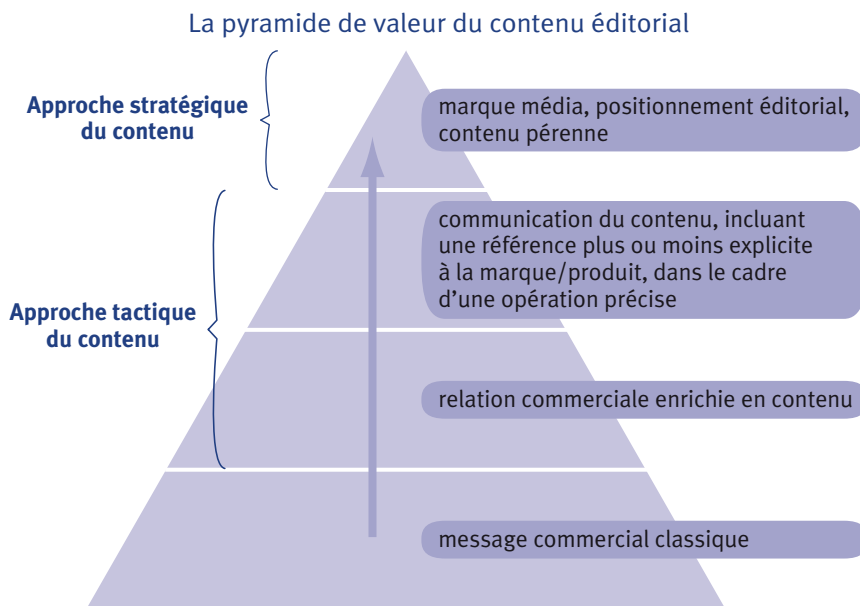 La pyramide de valeur du contenu éditorial
Approche stratégique
du contenu
marque média, positionnement éditorial,
contenu pérenne
communication du contenu, incluant
une référence plus ou moins explicite
à la marque/produit, dans le cadre
d'une opération précise
Approche tactique
du contenu
relation commerciale enrichie en contenu
message commercial classique